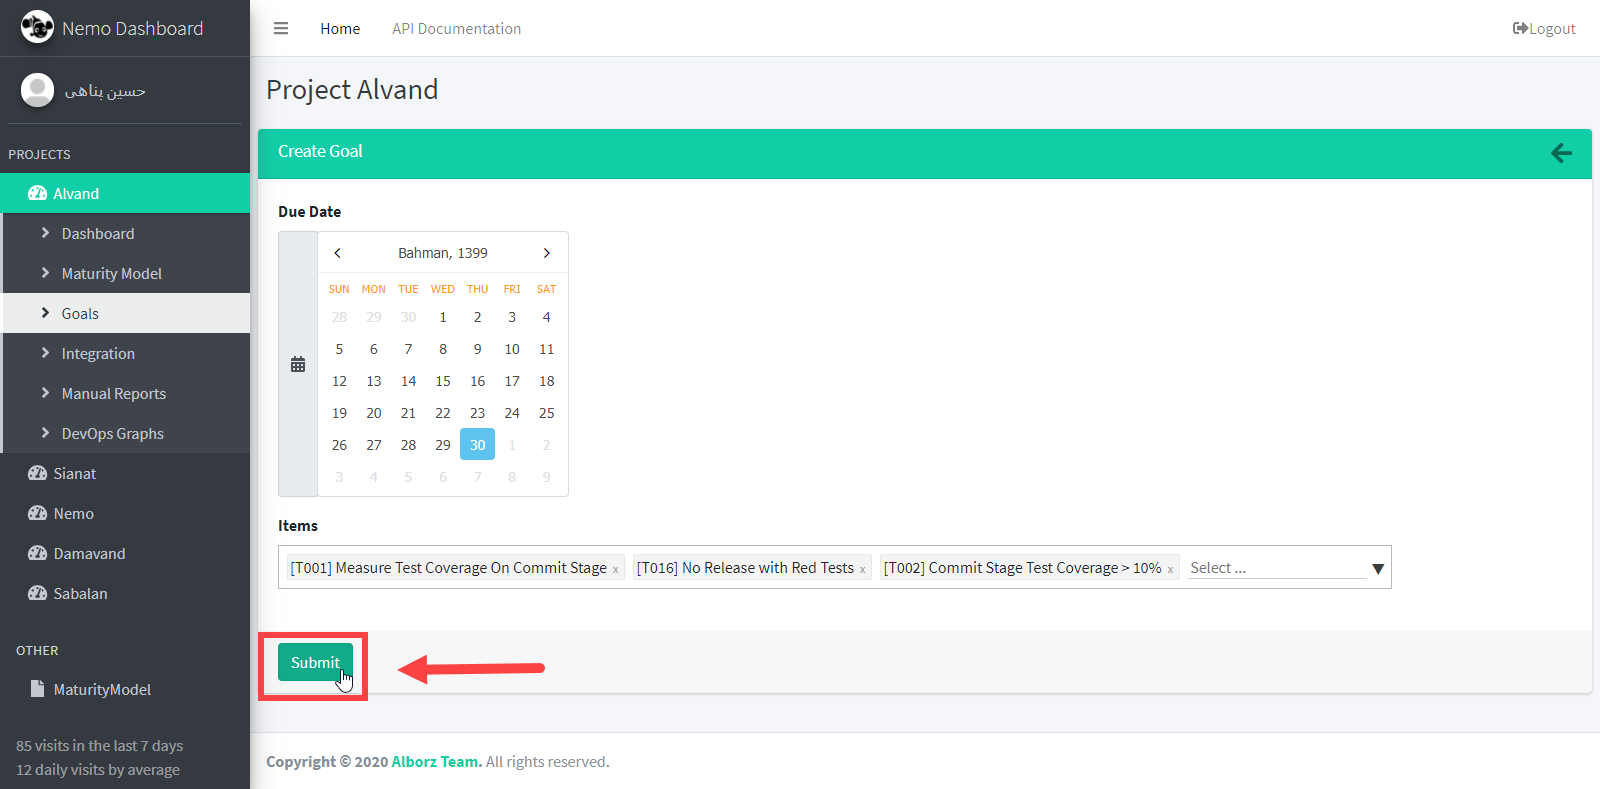 Nemo Dashboard
Home
API Documentation
Logout
حسین پناهی
PROJECTS
Alvand
Dashboard
Maturity Model
Goals
Integration
Manual Reports
DevOps Graphs
Sianat
Nemo
Damavand
Sabalan
OTHER
MaturityModel
85 visits in the last 7 days
12 daily visits by average
Project Alvand
Create Goal
Due Date
Bahman, 1399
SUN MON TUE WED THU FRI SAT
28 29 30 1 2 3 4
5 6 7 8 9 10 11
12 13 14 15 16 17 18
19 20 21 22 23 24 25
26 27 28 29 30 1 2
3 4 5 6 7 8 9
Items
[T001] Measure Test Coverage On Commit Stage x [T016] No Release with Red Tests x [T002] Commit Stage Test Coverage > 10% x Select ...
Submit
Copyright © 2020 Alborz Team. All rights reserved.